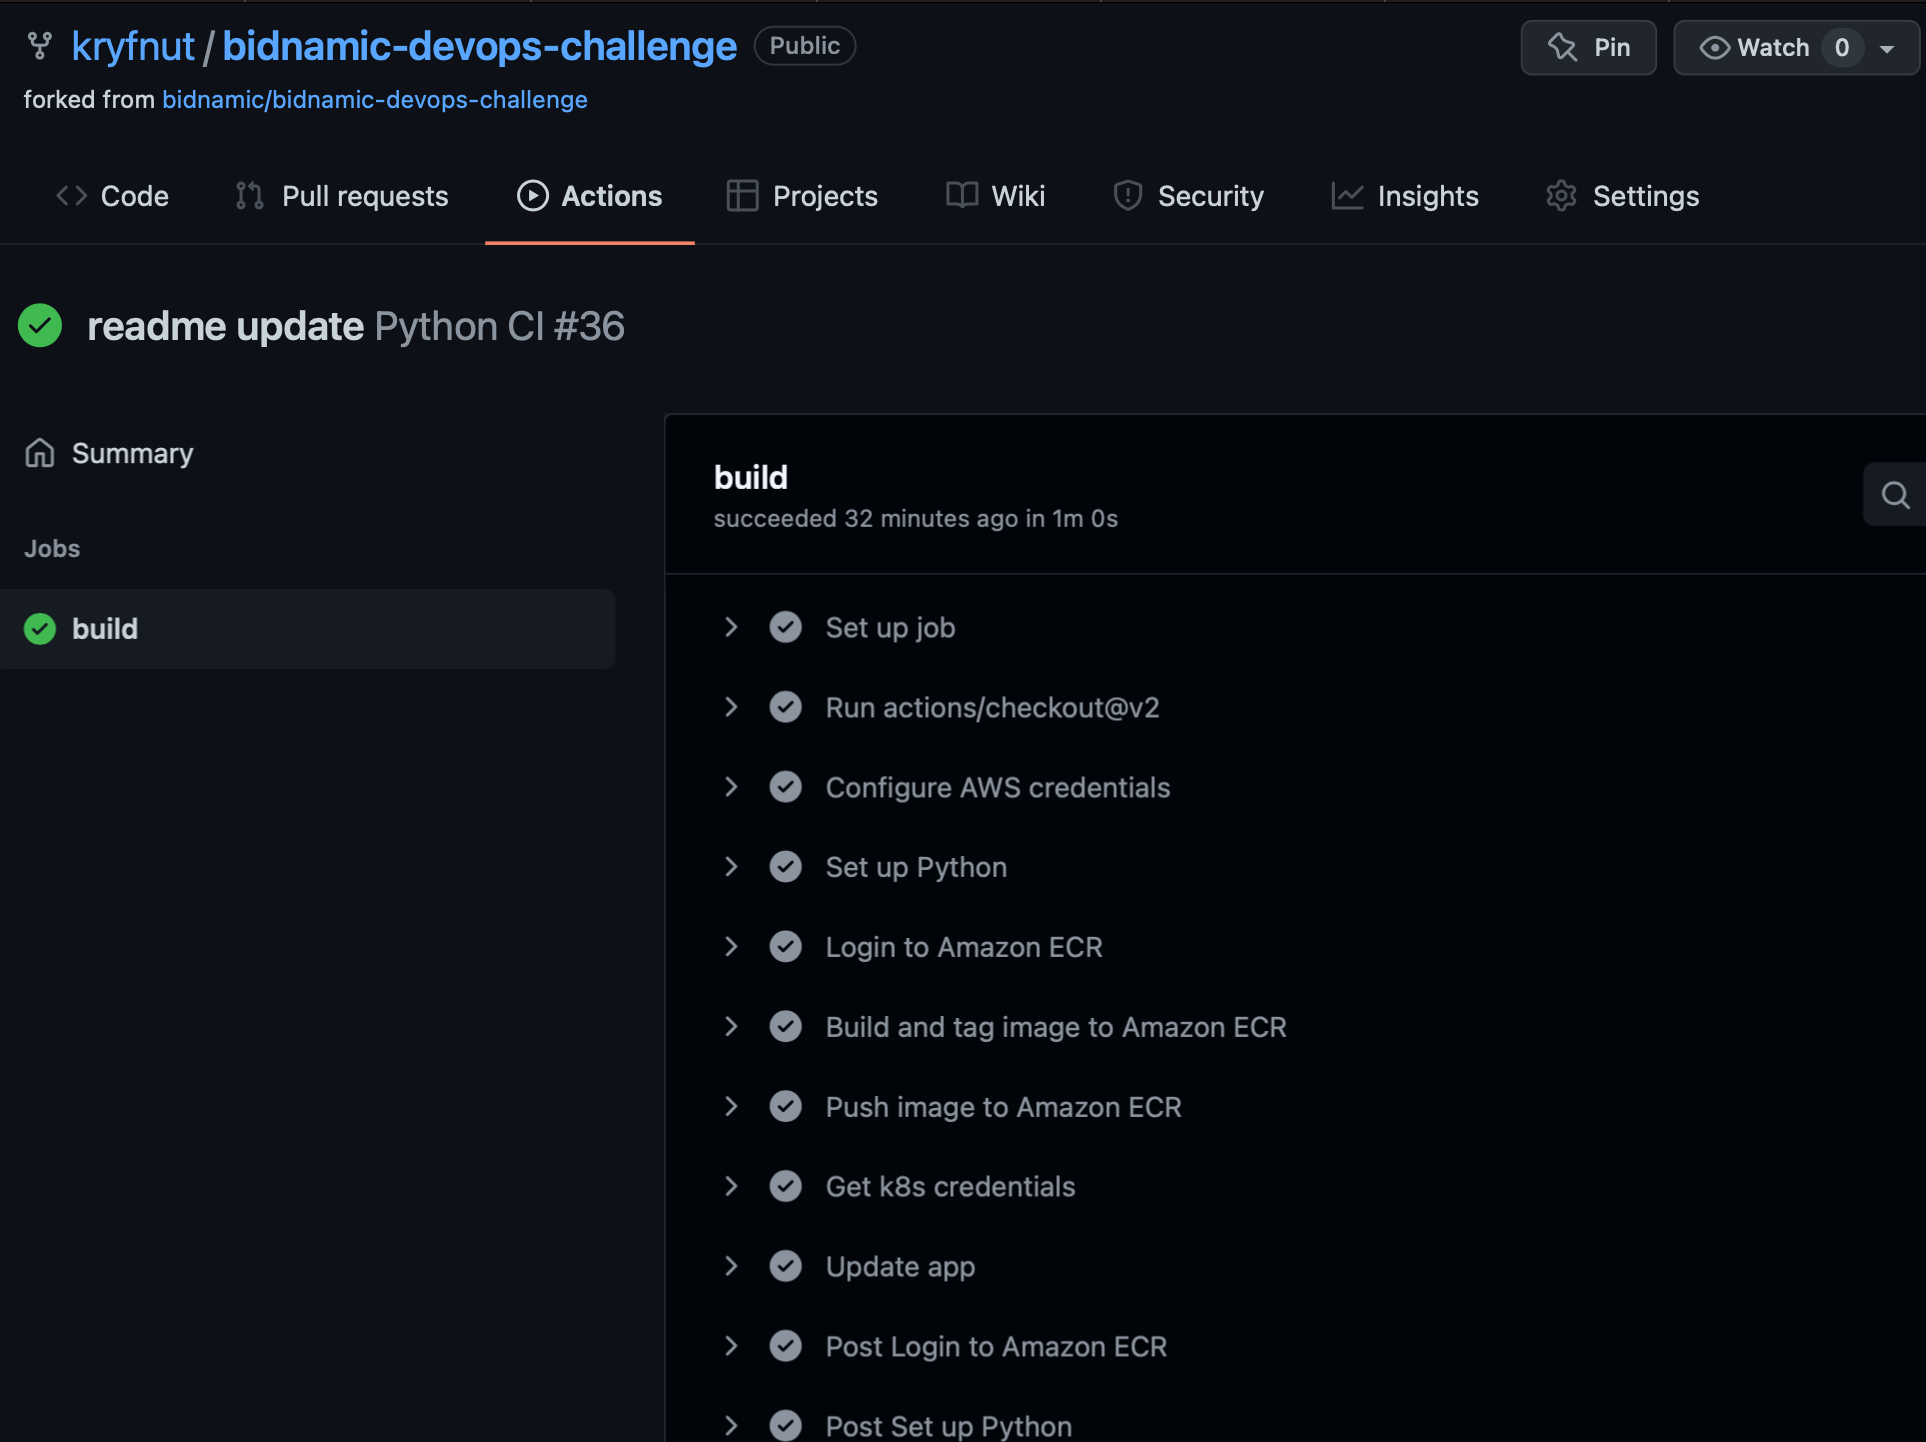 kryfnut / bidnamic-devops-challenge Public Pin Watch 0
forked from bidnamic/bidnamic-devops-challenge
Code Pull requests Actions Projects Wiki Security Insights Settings
readme update Python CI #36
Summary
Jobs
build
build
succeeded 32 minutes ago in 1m 0s
Set up job
Run actions/checkout@v2
Configure AWS credentials
Set up Python
Login to Amazon ECR
Build and tag image to Amazon ECR
Push image to Amazon ECR
Get k8s credentials
Update app
Post Login to Amazon ECR
Post Set up Python